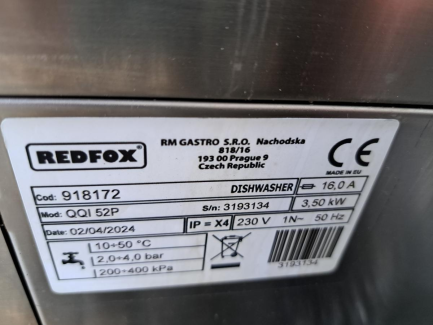 REDFOX
RM GASTRO S.R.O. Nachodska
818/16
193 00 Prague 9
Czech Republic
CE
MADE IN EU
Cod: 918172
DISHWASHER
16,0 A
Mod: QQI 52P
S/n: 3193134
3,50 kW
Date: 02/04/2024
IP = X4
230 V 1N~ 50 Hz
10÷50 °C
2,0÷4,0 bar
200÷400 kPa
3193134